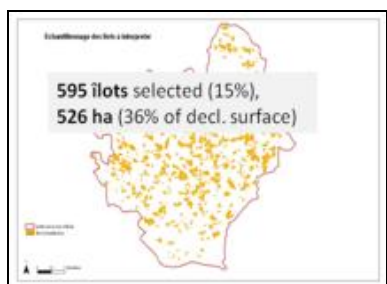 Echantillonnage des îlots à interpréter
595 îlots selected (15%),
526 ha (36% of decl. surface)